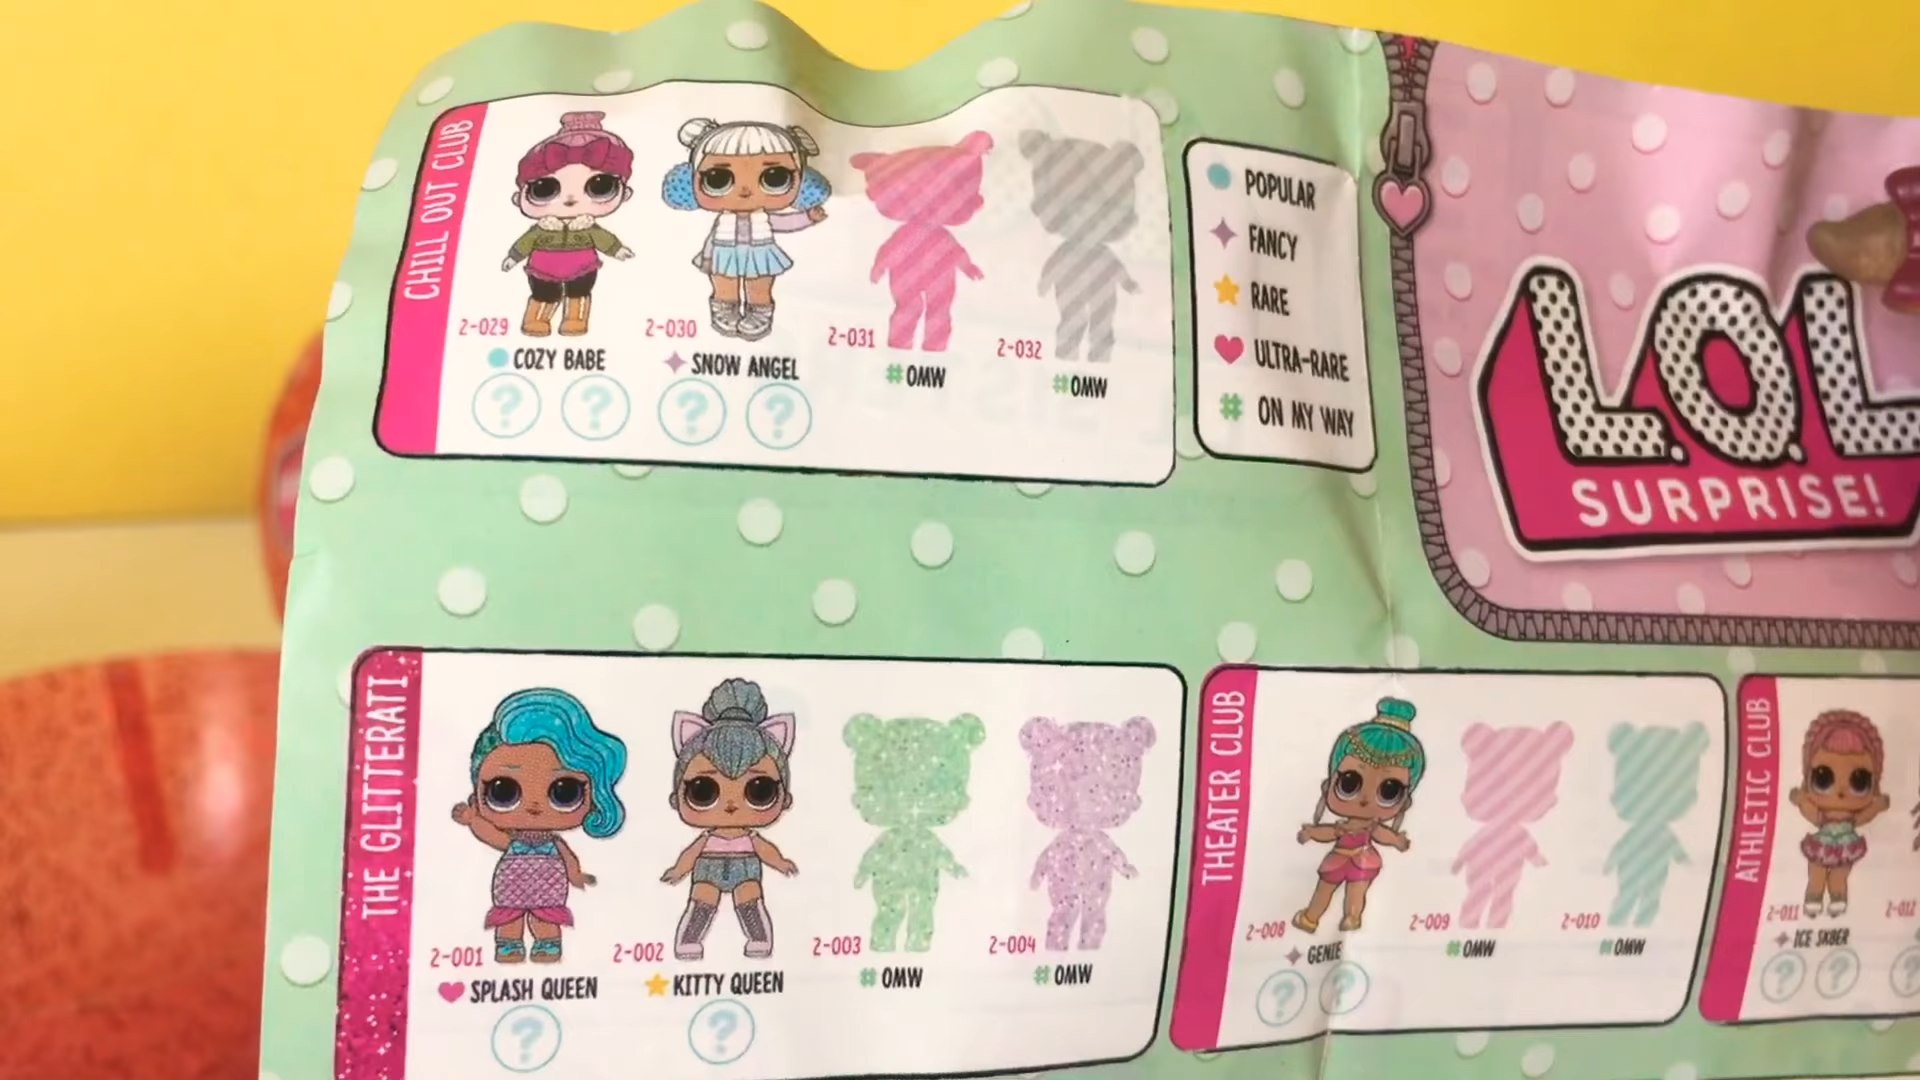 CHILL OUT CLUB
2-029
COZY BABE
? ?
2-030
SNOW ANGEL
? ?
2-031
#OMW
2-032
#OMW
POPULAR
FANCY
RARE
ULTRA-RARE
# ON MY WAY
L.O.L
SURPRISE!
THE GLITTERATI
2-001
SPLASH QUEEN
?
2-002
KITTY QUEEN
?
2-003
#OMW
2-004
#OMW
THEATER CLUB
2-008
GENIE
? ?
2-009
#OMW
2-010
#OMW
ATHLETIC CLUB
2-011
ICE SK8ER
? ?
2-012
?